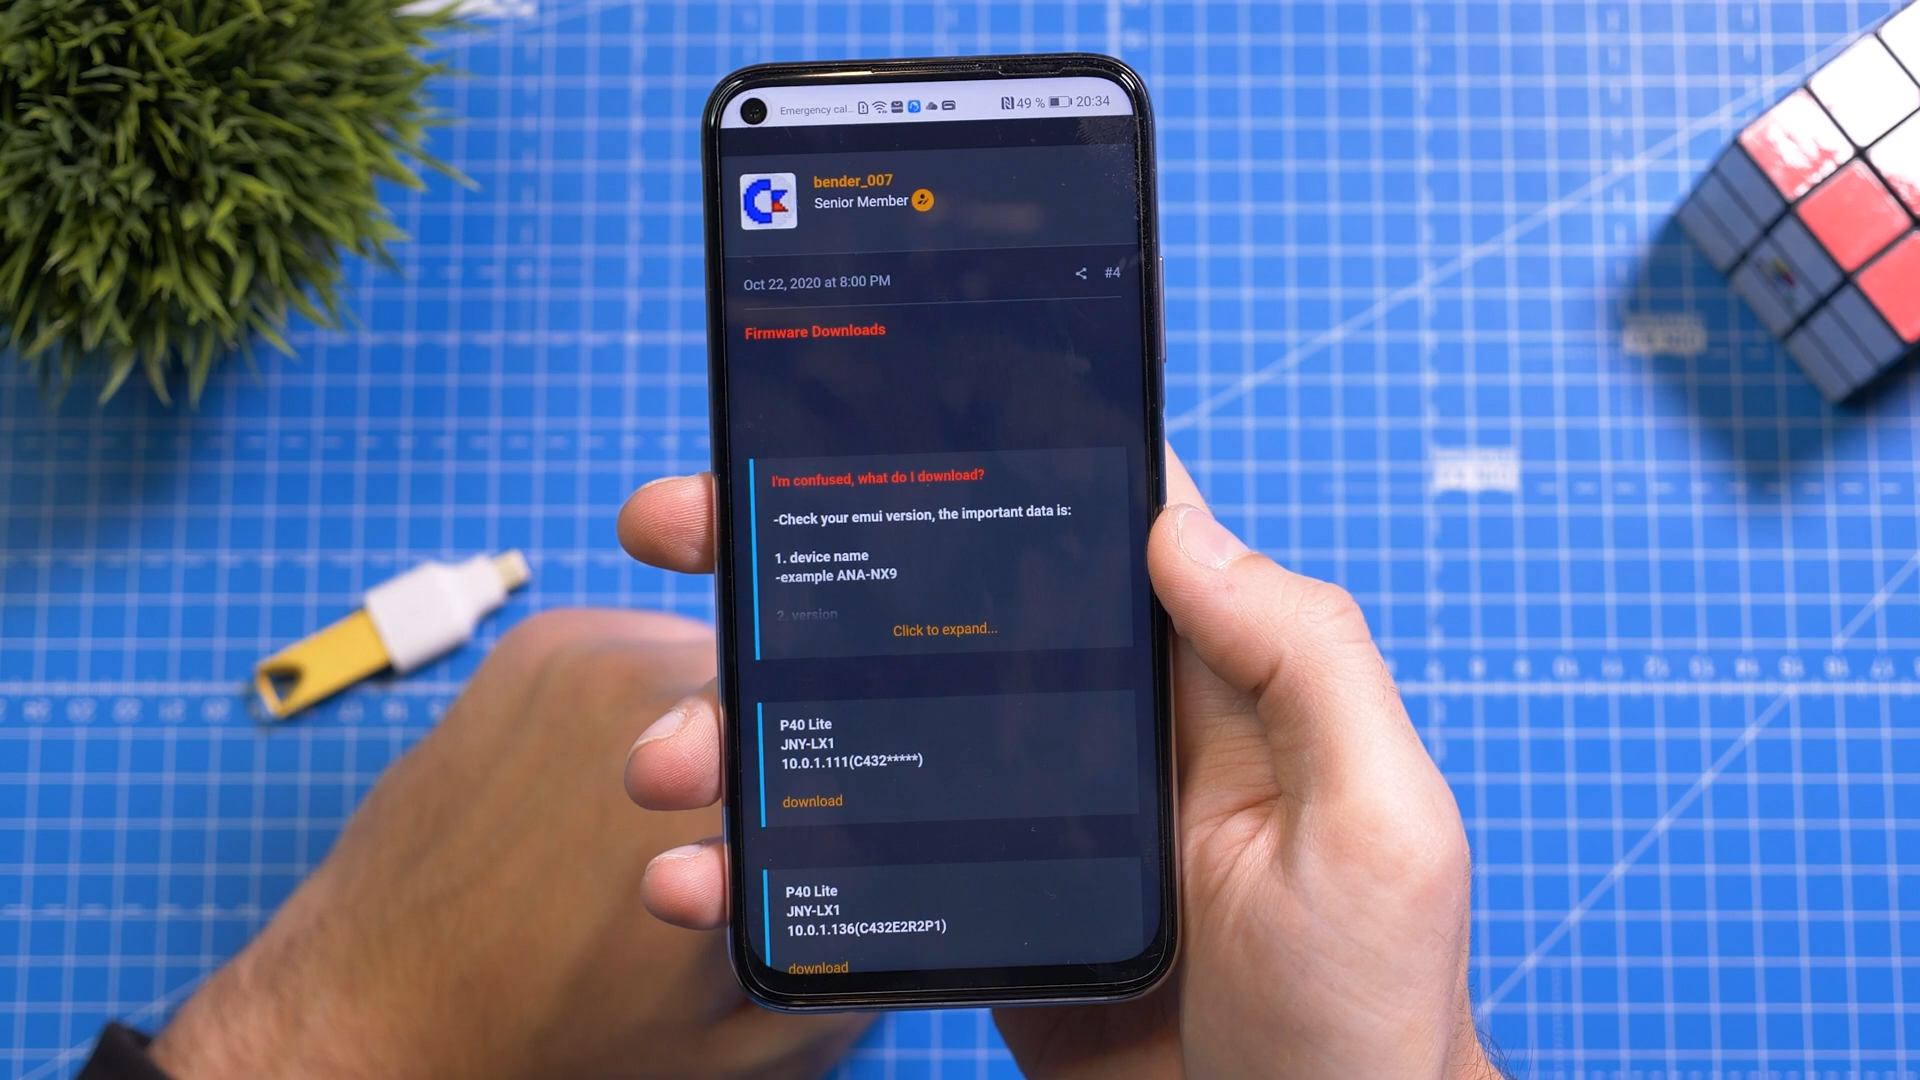 Emergency cal...
49 %
20:34
bender_007
Senior Member
Oct 22, 2020 at 8:00 PM
#4
Firmware Downloads
I'm confused, what do I download?
-Check your emui version, the important data is:
1. device name
-example ANA-NX9
2. version
Click to expand...
P40 Lite
JNY-LX1
10.0.1.111(C432*****)
download
P40 Lite
JNY-LX1
10.0.1.136(C432E2R2P1)
download